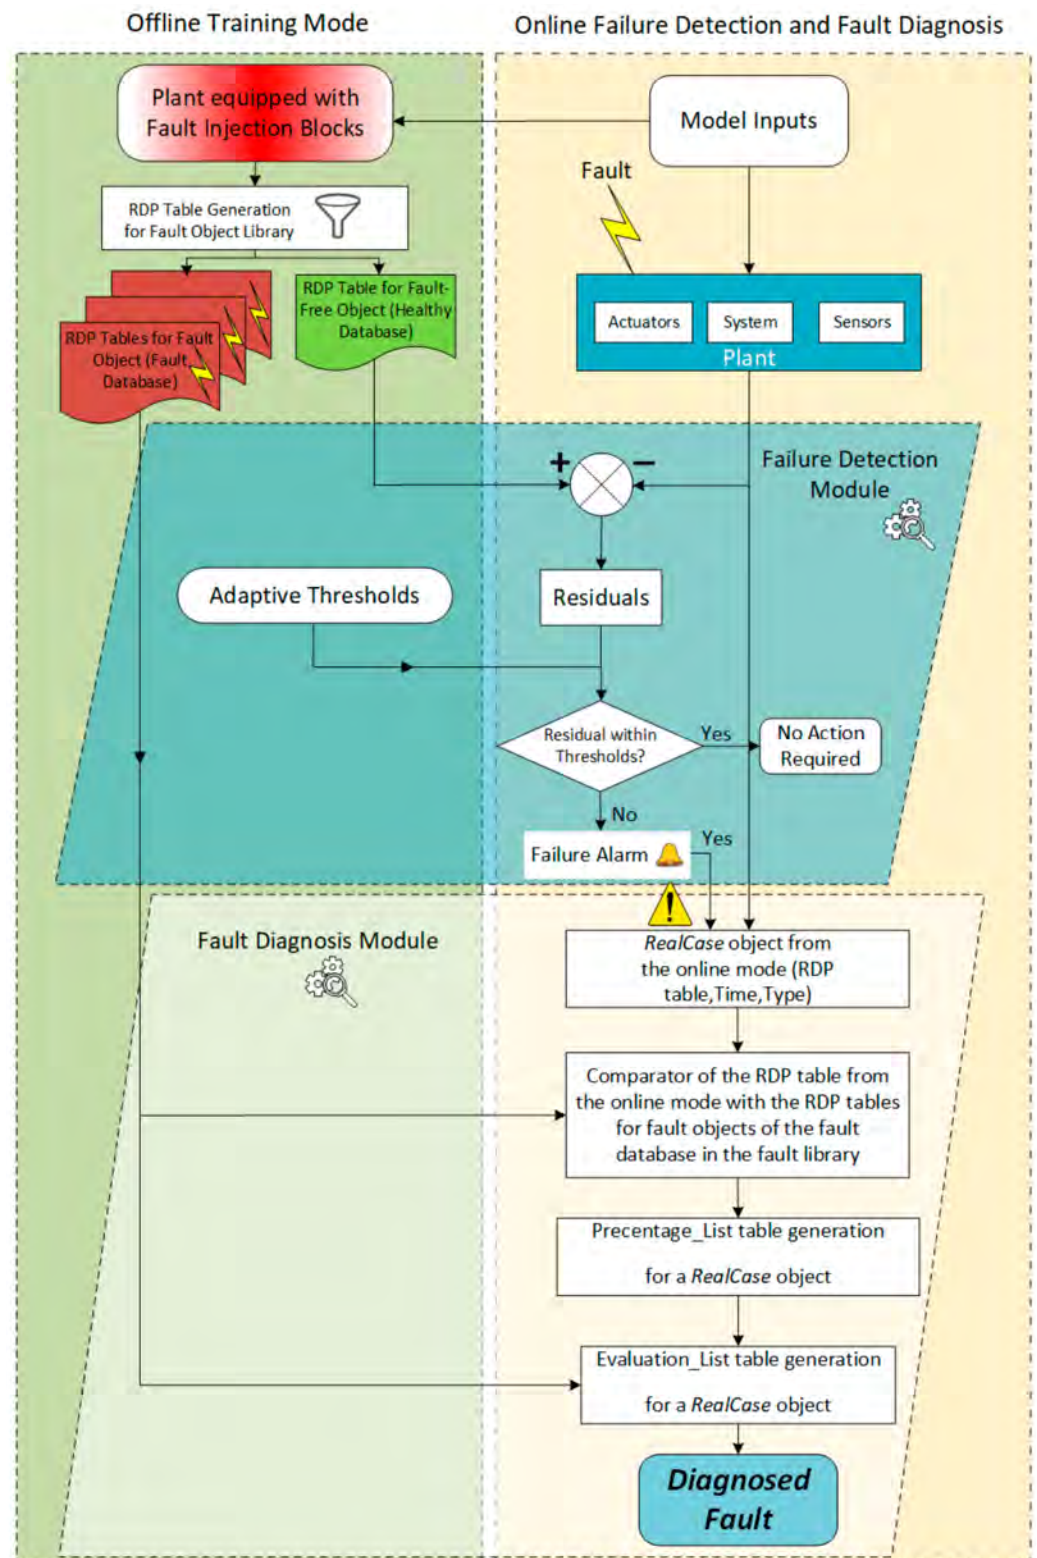 Offline Training Mode
Online Failure Detection and Fault Diagnosis
Plant equipped with
Fault Injection Blocks
Model Inputs
Fault
RDP Table Generation
for Fault Object Library
RDP Table for Fault-
Free Object (Healthy
Database)
RDP Tables for Fault
Object (Fault
Database)
Actuators
System
Sensors
Plant
+
−
Failure Detection
Module
Adaptive Thresholds
Residuals
Residual within
Thresholds?
Yes
No Action
Required
No
Failure Alarm
Yes
Fault Diagnosis Module
RealCase object from
the online mode (RDP
table,Time,Type)
Comparator of the RDP table from
the online mode with the RDP tables
for fault objects of the fault
database in the fault library
Precentage_List table generation
for a RealCase object
Evaluation_List table generation
for a RealCase object
Diagnosed
Fault